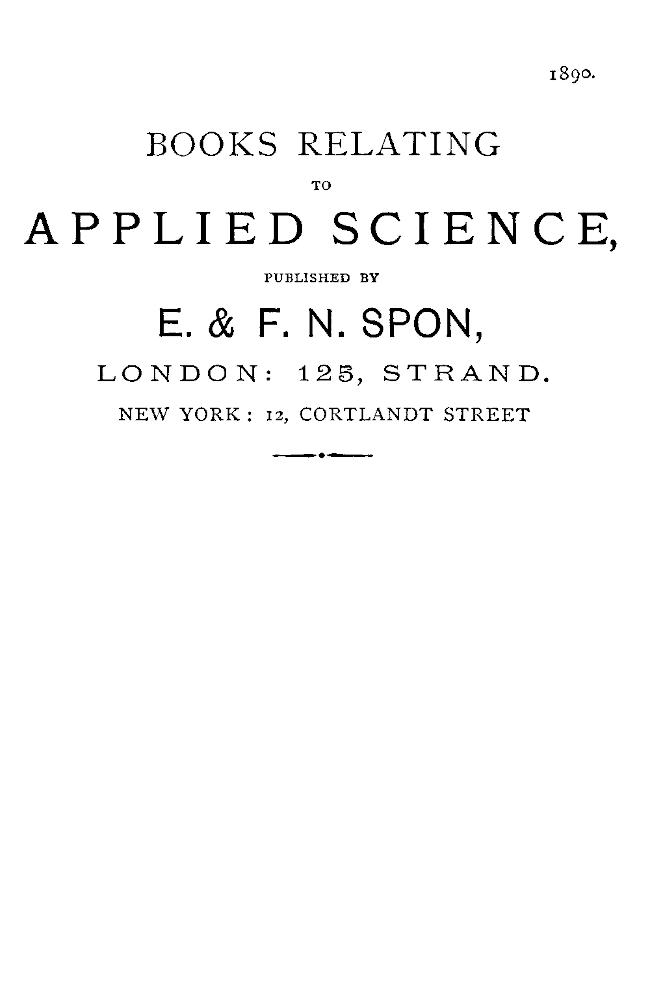 1890.
BOOKS RELATING
TO
APPLIED SCIENCE,
PUBLISHED BY
E. & F. N. SPON,
LONDON: 125, STRAND.
NEW YORK: 12, CORTLANDT STREET